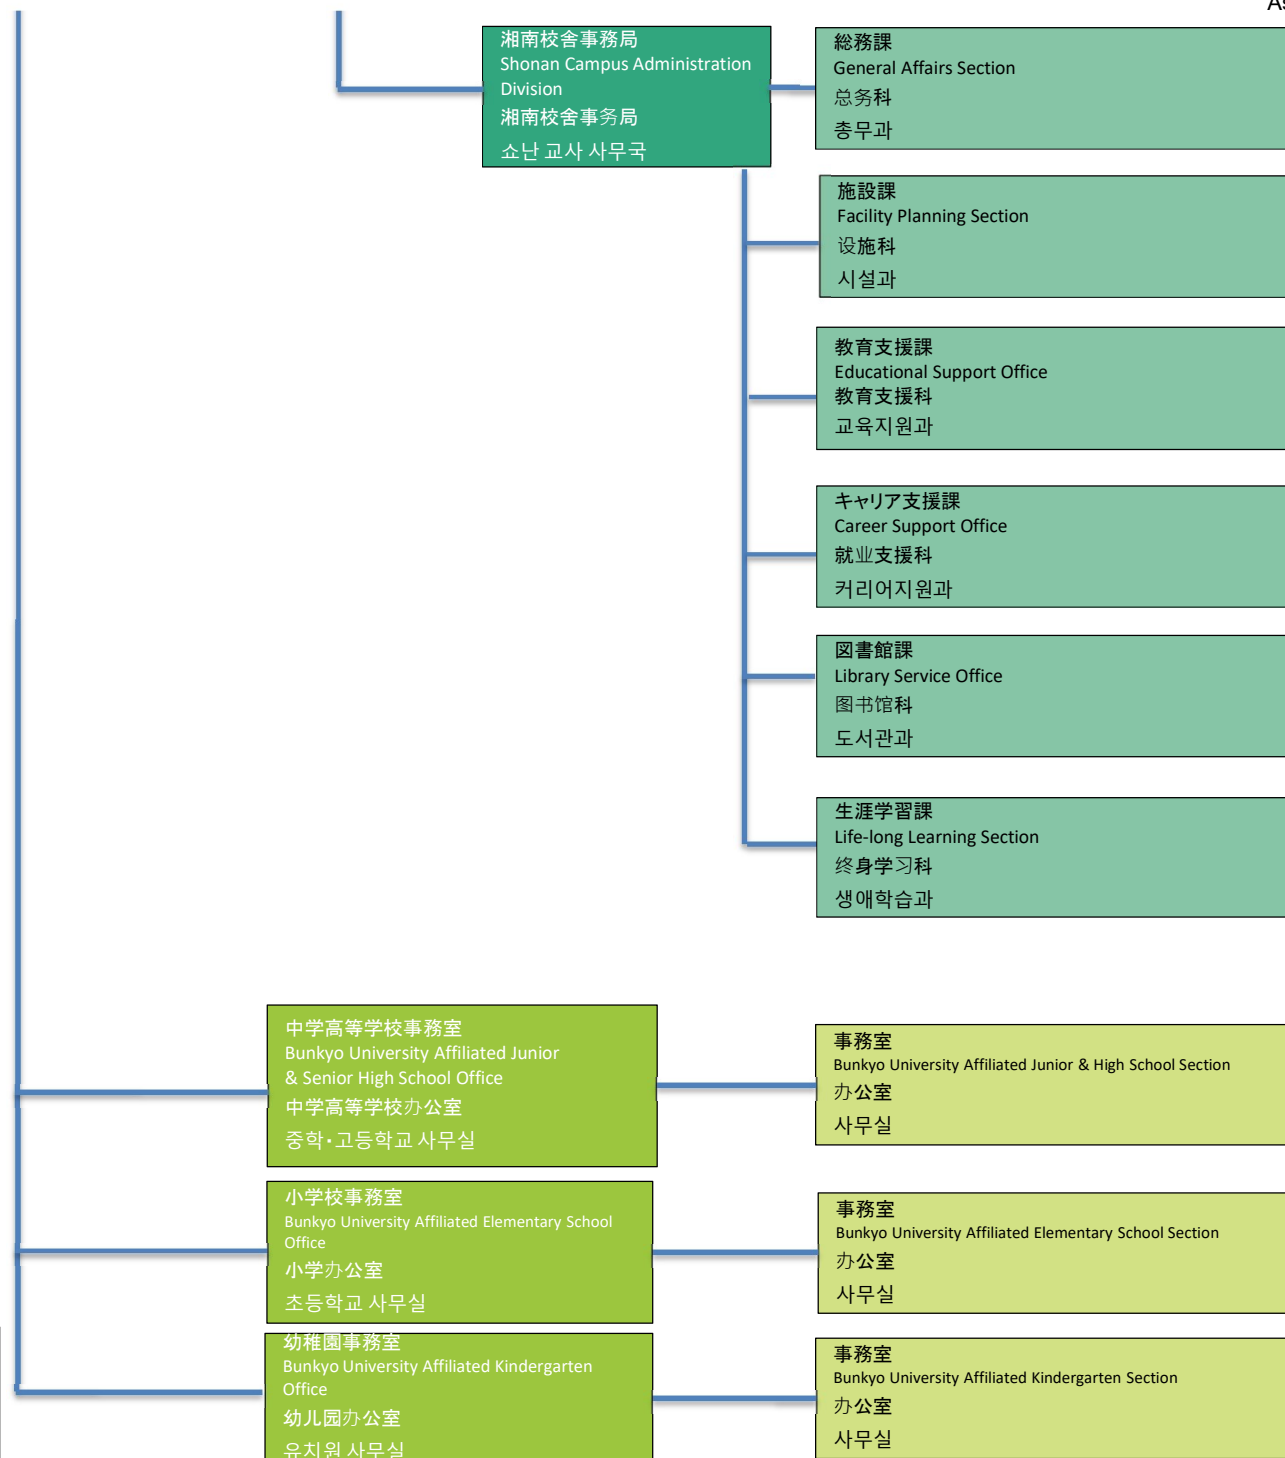 As
湘南校舎事務局
Shonan Campus Administration
Division
湘南校舍事务局
쇼난 교사 사무국
総務課
General Affairs Section
总务科
총무과
施設課
Facility Planning Section
设施科
시설과
教育支援課
Educational Support Office
教育支援科
교육지원과
キャリア支援課
Career Support Office
就业支援科
커리어지원과
図書館課
Library Service Office
图书馆科
도서관과
生涯学習課
Life-long Learning Section
终身学习科
생애학습과
中学高等学校事務室
Bunkyo University Affiliated Junior
& Senior High School Office
中学高等学校办公室
중학・고등학교 사무실
事務室
Bunkyo University Affiliated Junior & High School Section
办公室
사무실
小学校事務室
Bunkyo University Affiliated Elementary School
Office
小学办公室
초등학교 사무실
事務室
Bunkyo University Affiliated Elementary School Section
办公室
사무실
幼稚園事務室
Bunkyo University Affiliated Kindergarten
Office
幼儿园办公室
유치원 사무실
事務室
Bunkyo University Affiliated Kindergarten Section
办公室
사무실